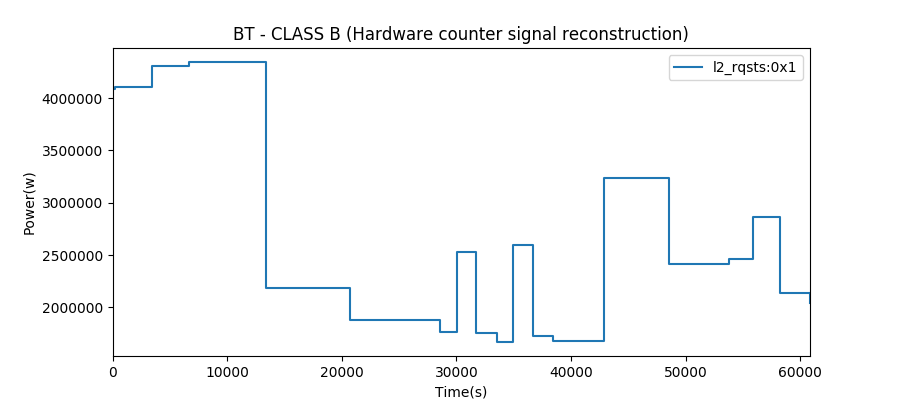 BT - CLASS B (Hardware counter signal reconstruction)
l2_rqsts:0x1
4000000
3500000
3000000
2500000
2000000
Power(w)
0 10000 20000 30000 40000 50000 60000
Time(s)